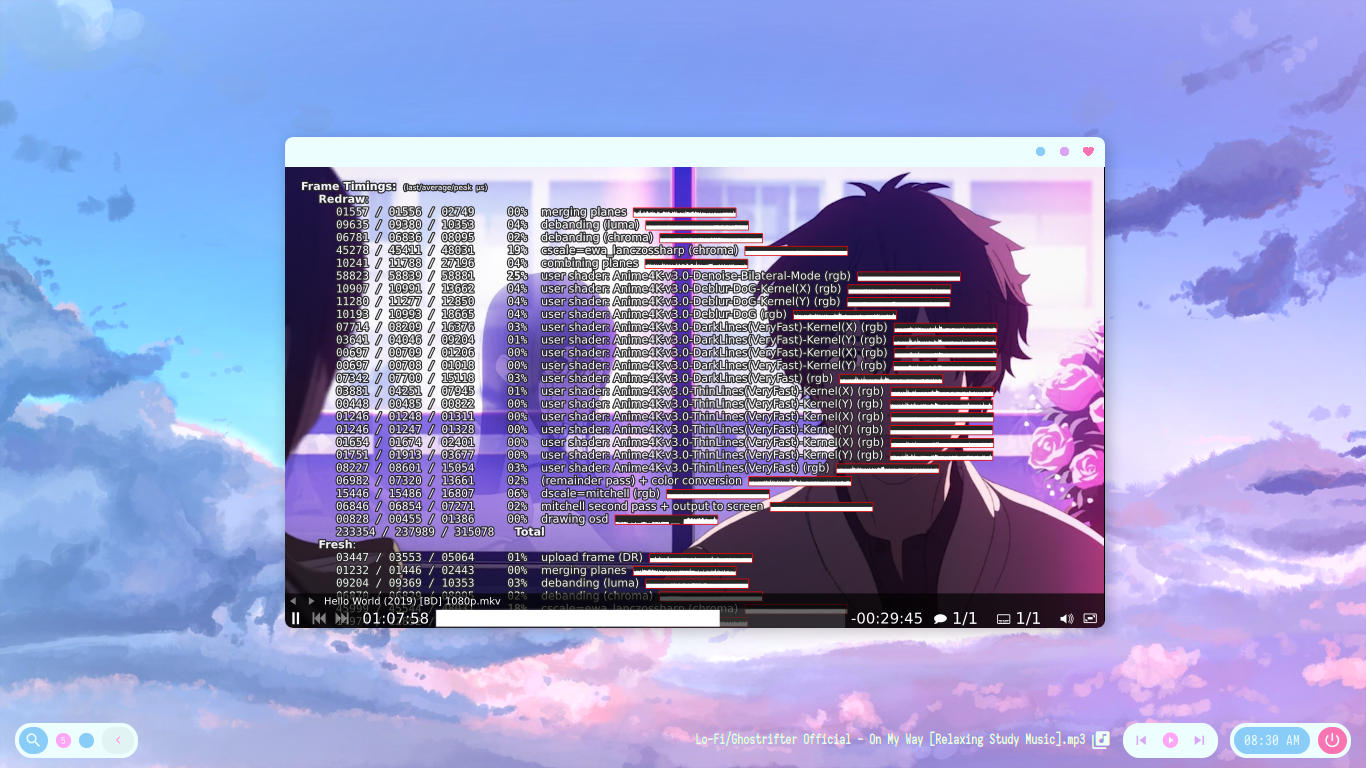 Frame Timings: (last/average/peak μs)
Redraw:
01557 / 01556 / 02749 00% merging planes
09635 / 09380 / 10353 04% debanding (luma)
06781 / 06836 / 08095 02% debanding (chroma)
45278 / 45411 / 48831 19% cscale=ewa_lanczossharp (chroma)
10241 / 11788 / 27186 04% combining planes
58823 / 58839 / 58881 25% user shader: Anime4K-v3.0-Denoise-Bilateral-Mode (rgb)
10907 / 10991 / 13662 04% user shader: Anime4K-v3.0-Deblur-DoG-Kernel(X) (rgb)
11280 / 11277 / 12850 04% user shader: Anime4K-v3.0-Deblur-DoG-Kernel(Y) (rgb)
10193 / 10993 / 18665 04% user shader: Anime4K-v3.0-Deblur-DoG (rgb)
07714 / 08209 / 16376 03% user shader: Anime4K-v3.0-DarkLines(VeryFast)-Kernel(X) (rgb)
03641 / 04046 / 09204 01% user shader: Anime4K-v3.0-DarkLines(VeryFast)-Kernel(Y) (rgb)
00697 / 00709 / 01206 00% user shader: Anime4K-v3.0-DarkLines(VeryFast)-Kernel(X) (rgb)
00697 / 00708 / 01018 00% user shader: Anime4K-v3.0-DarkLines(VeryFast)-Kernel(Y) (rgb)
07342 / 07700 / 15118 03% user shader: Anime4K-v3.0-DarkLines(VeryFast) (rgb)
03881 / 04231 / 07845 01% user shader: Anime4K-v3.0-ThinLines(VeryFast)-Kernel(X) (rgb)
00448 / 00485 / 00822 00% user shader: Anime4K-v3.0-ThinLines(VeryFast)-Kernel(Y) (rgb)
01246 / 01248 / 01311 00% user shader: Anime4K-v3.0-ThinLines(VeryFast)-Kernel(X) (rgb)
01246 / 01247 / 01328 00% user shader: Anime4K-v3.0-ThinLines(VeryFast)-Kernel(Y) (rgb)
01654 / 01674 / 02401 00% user shader: Anime4K-v3.0-ThinLines(VeryFast)-Kernel(X) (rgb)
01751 / 01913 / 03677 00% user shader: Anime4K-v3.0-ThinLines(VeryFast)-Kernel(Y) (rgb)
08227 / 08601 / 15054 03% user shader: Anime4K-v3.0-ThinLines(VeryFast) (rgb)
06982 / 07320 / 13661 02% (remainder pass) + color conversion
15446 / 15486 / 16807 06% dscale=mitchell (rgb)
06846 / 06854 / 07271 02% mitchell second pass + output to screen
00828 / 00455 / 01386 00% drawing osd
233354 / 237989 / 315078 Total
Fresh:
03447 / 03553 / 05064 01% upload frame (DR)
01232 / 01446 / 02443 00% merging planes
09204 / 09369 / 10353 03% debanding (luma)
02% debanding (chroma)
Hello World (2019) [BD] 1080p.mkv
18% cscale=ewa_lanczossharp (chroma)
01:07:58 -00:29:45 1/1 1/1
5
Lo-Fi/Ghostrifter Official - On My Way [Relaxing Study Music].mp3
08:30 AM